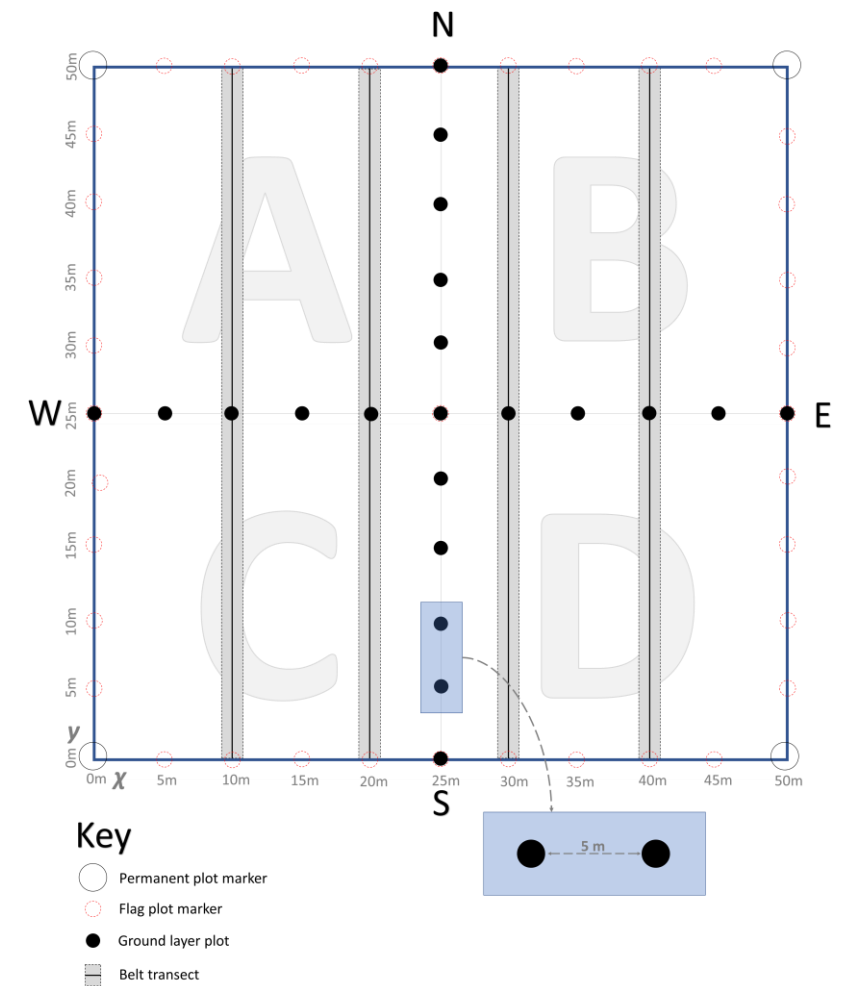 N
50m
45m
40m
A B
35m
30m
W 25m E
20m
15m
C D
10m
5m
y
0m
0m χ 5m 10m 15m 20m 25m 30m 35m 40m 45m 50m
S
5 m
Key
Permanent plot marker
Flag plot marker
Ground layer plot
Belt transect